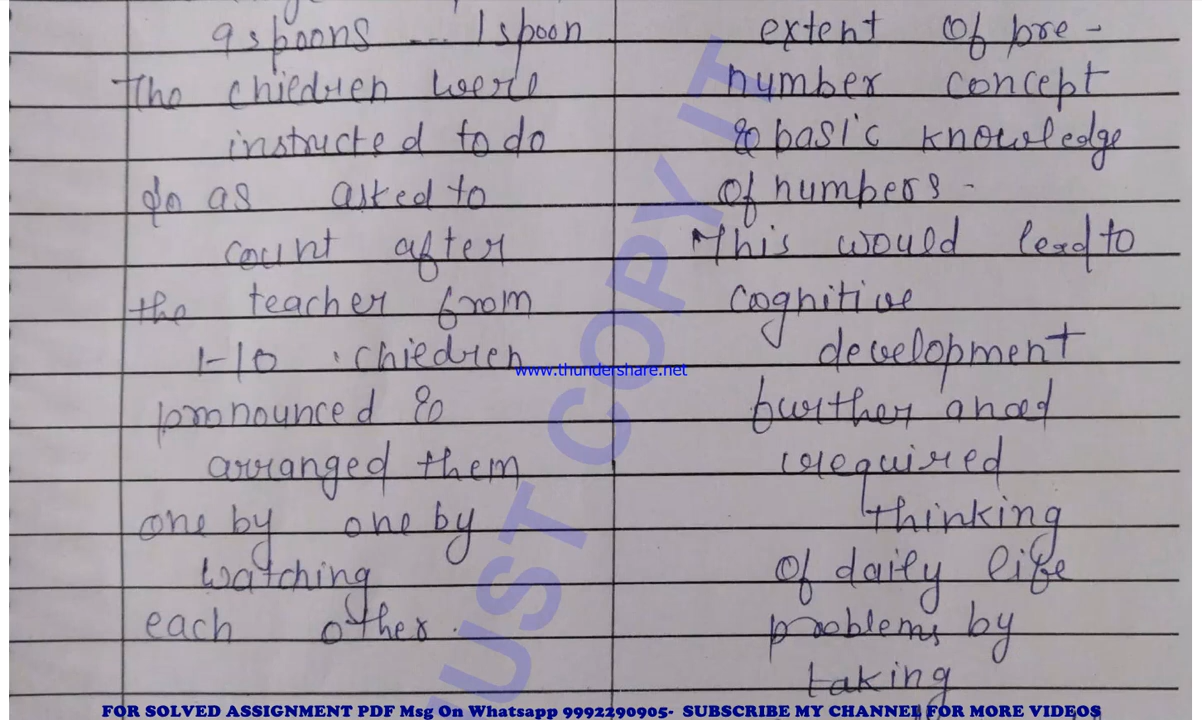 9 spoons ... 1 spoon
The children were
instructed to do
do as asked to
count after
the teacher from
1-10 . children
pronounced &
arranged them
one by one by
watching
each other.
extent of pre-
number concept
& basic knowledge
of numbers-
This would lead to
cognitive
development
further and
required
thinking
of daily life
problems by
taking
JUST COPY IT
www.thundershare.net
FOR SOLVED ASSIGNMENT PDF Msg On Whatsapp 9992290905- SUBSCRIBE MY CHANNEL FOR MORE VIDEOS